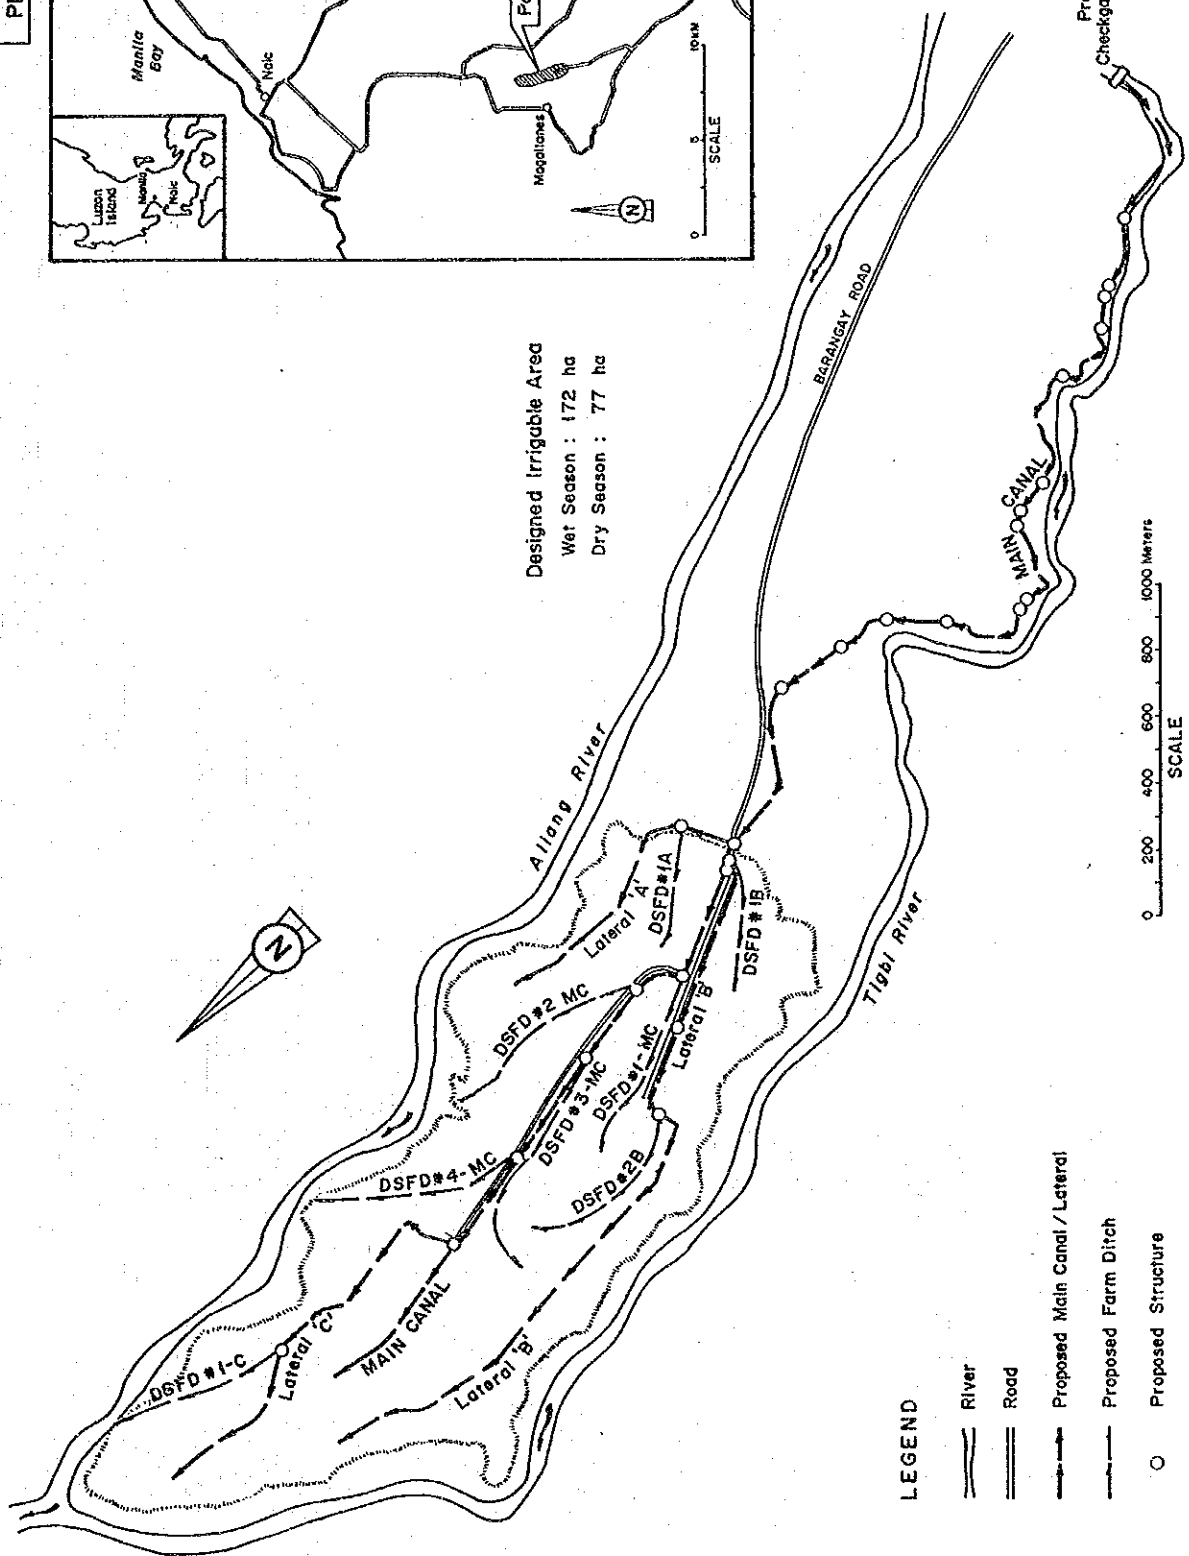 Manila
Bay
Naic
Luzon
Island
Manila
Naic
Magallanes
N
0 5 10KM
SCALE
Designed Irrigable Area
Wet Season : 172 ha
Dry Season : 77 ha
BARANGAY ROAD
Aliang River
Tigbi River
MAIN CANAL
N
Lateral 'A'
DSFD#1A
DSFD#1B
DSFD#2 MC
DSFD#1-MC
Lateral 'B'
DSFD#3-MC
DSFD#2B
DSFD#4-MC
MAIN CANAL
Lateral 'C'
DSFD#1-C
Lateral 'B'
0 200 400 600 800 1000 Meters
SCALE
LEGEND
River
Road
Proposed Main Canal / Lateral
Proposed Farm Ditch
Proposed Structure